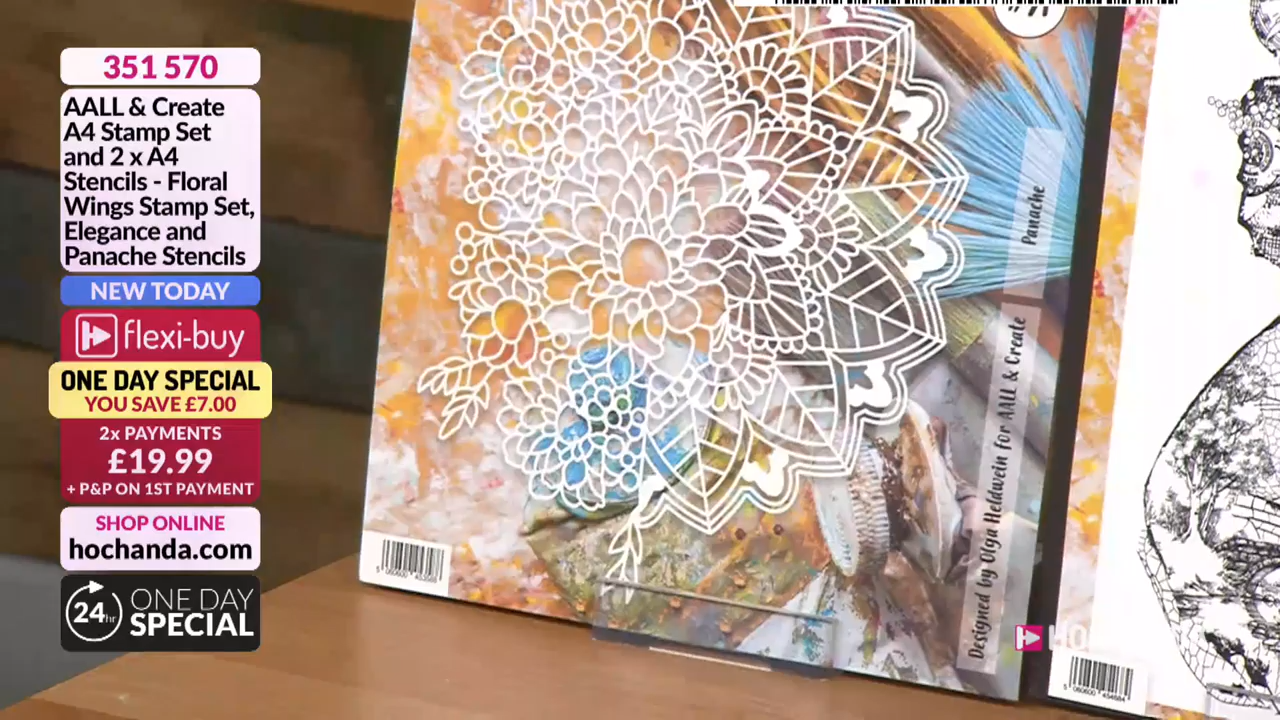 351 570
AALL & Create
A4 Stamp Set
and 2 x A4
Stencils - Floral
Wings Stamp Set,
Elegance and
Panache Stencils
NEW TODAY
flexi-buy
ONE DAY SPECIAL
YOU SAVE £7.00
2x PAYMENTS
£19.99
+ P&P ON 1ST PAYMENT
SHOP ONLINE
hochanda.com
24hr
ONE DAY
SPECIAL
Panache
Designed by Olga Heldwein for AALL & Create